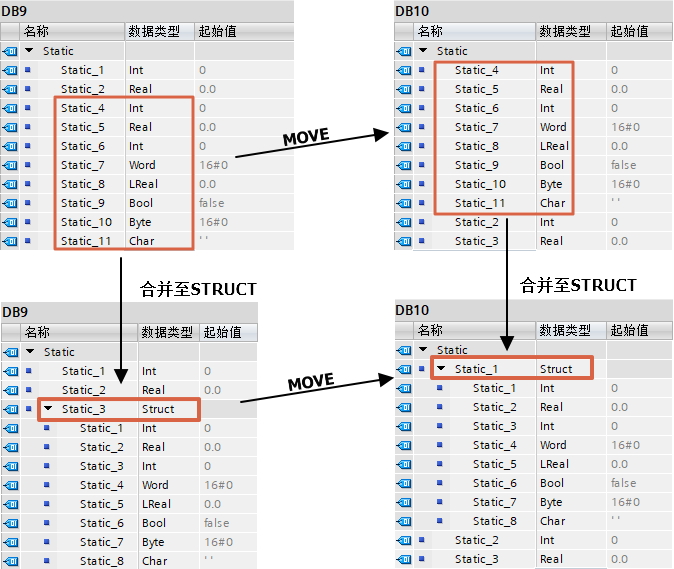 DB9
名称 数据类型 起始值
Static
Static_1 Int 0
Static_2 Real 0.0
Static_4 Int 0
Static_5 Real 0.0
Static_6 Int 0
Static_7 Word 16#0
Static_8 LReal 0.0
Static_9 Bool false
Static_10 Byte 16#0
Static_11 Char ' '
MOVE
DB10
名称 数据类型 起始值
Static
Static_4 Int 0
Static_5 Real 0.0
Static_6 Int 0
Static_7 Word 16#0
Static_8 LReal 0.0
Static_9 Bool false
Static_10 Byte 16#0
Static_11 Char ' '
Static_2 Int 0
Static_3 Real 0.0
合并至STRUCT
合并至STRUCT
DB9
名称 数据类型 起始值
Static
Static_1 Int 0
Static_2 Real 0.0
Static_3 Struct
Static_1 Int 0
Static_2 Real 0.0
Static_3 Int 0
Static_4 Word 16#0
Static_5 LReal 0.0
Static_6 Bool false
Static_7 Byte 16#0
Static_8 Char ' '
MOVE
DB10
名称 数据类型 起始值
Static
Static_1 Struct
Static_1 Int 0
Static_2 Real 0.0
Static_3 Int 0
Static_4 Word 16#0
Static_5 LReal 0.0
Static_6 Bool false
Static_7 Byte 16#0
Static_8 Char ' '
Static_2 Int 0
Static_3 Real 0.0